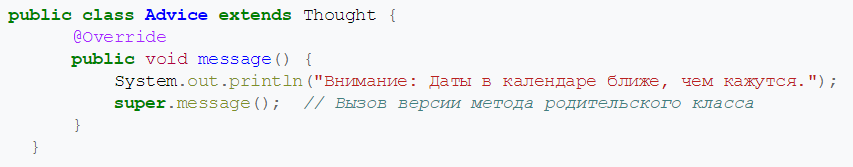 public class Advice extends Thought {
@Override
public void message() {
System.out.println("Внимание: Даты в календаре ближе, чем кажутся.");
super.message();  // Вызов версии метода родительского класса
}
}